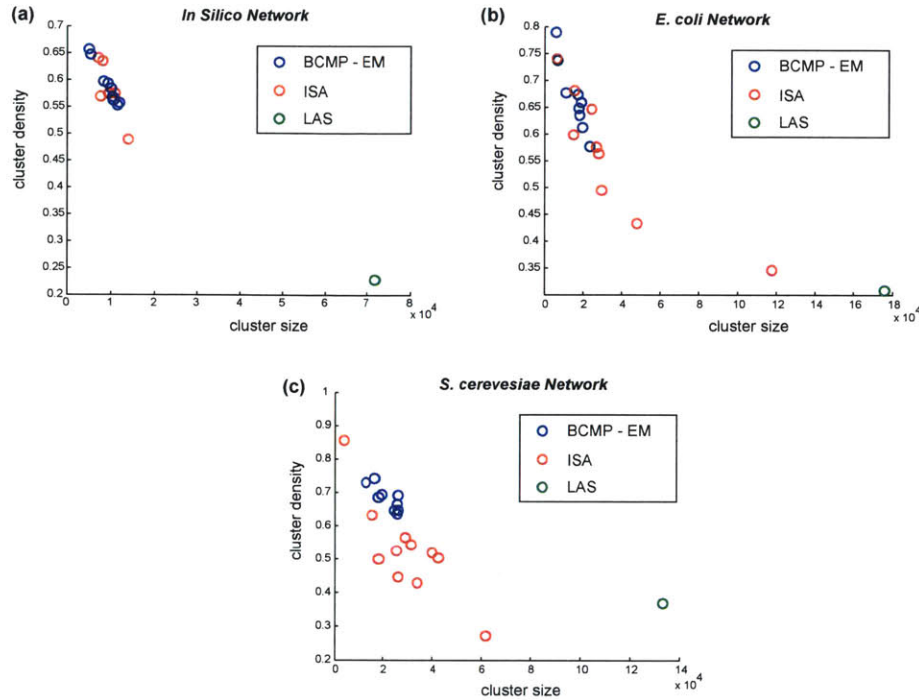 (a)
In Silico Network
0.7
0.65
0.6
0.55
0.5
0.45
0.4
0.35
0.3
0.25
0.2
cluster density
BCMP - EM
ISA
LAS
0 1 2 3 4 5 6 7 8
x 10^4
cluster size
(b)
E. coli Network
0.8
0.75
0.7
0.65
0.6
0.55
0.5
0.45
0.4
0.35
cluster density
BCMP - EM
ISA
LAS
0 2 4 6 8 10 12 14 16 18
x 10^4
cluster size
(c)
S. cerevesiae Network
1
0.9
0.8
0.7
0.6
0.5
0.4
0.3
0.2
cluster density
BCMP - EM
ISA
LAS
0 2 4 6 8 10 12 14
x 10^4
cluster size